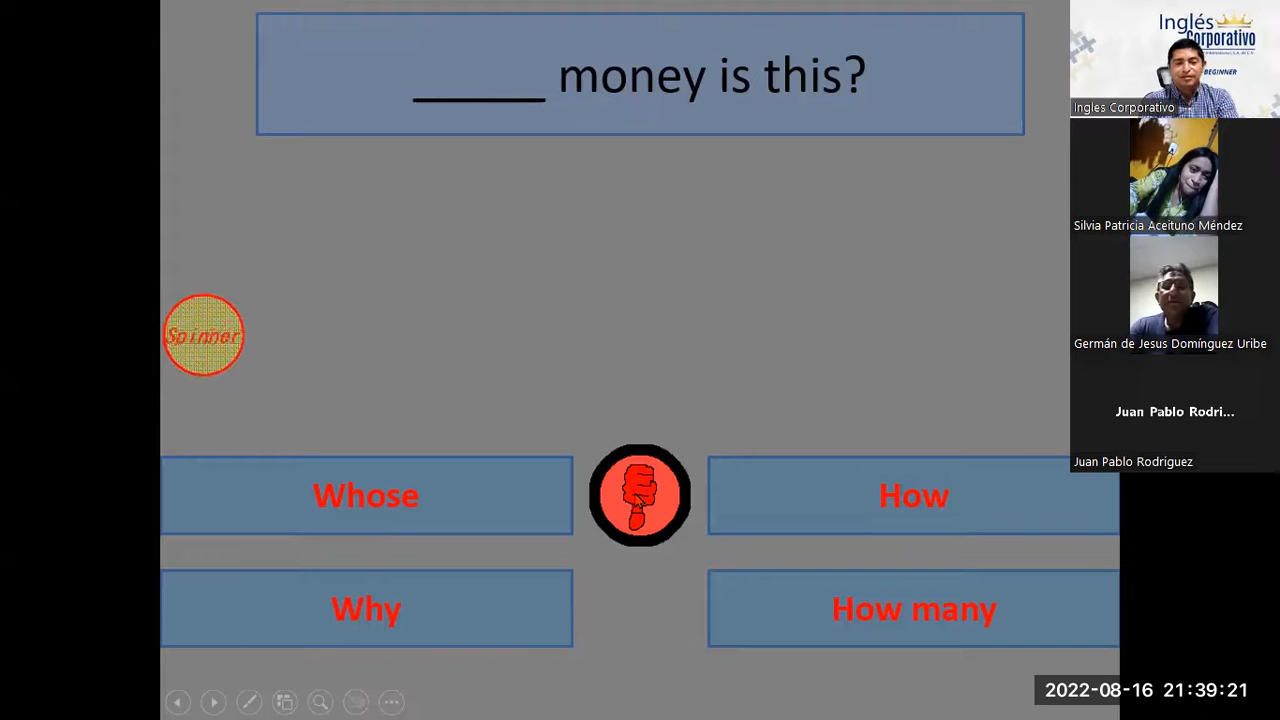 ______ money is this?
Spinner
Whose
How
Why
How many
Inglés
Corporativo
BEGINNER
Ingles Corporativo
Silvia Patricia Aceituno Méndez
Germán de Jesus Domínguez Uribe
Juan Pablo Rodri...
Juan Pablo Rodriguez
2022-08-16 21:39:21